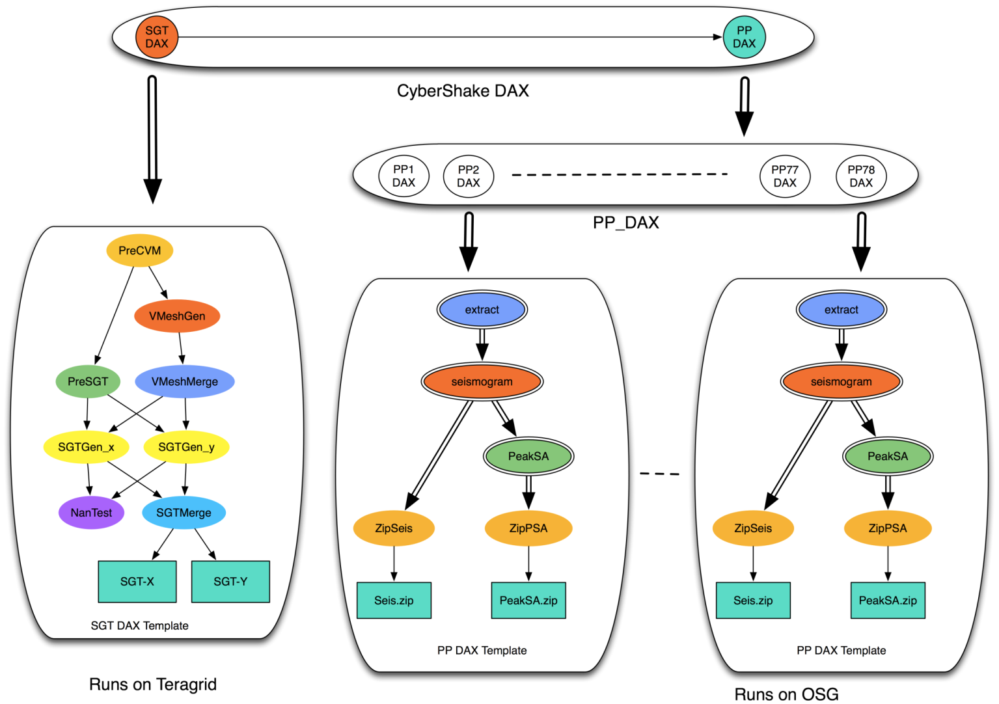 SGT
DAX
PP
DAX
CyberShake DAX
PP1
DAX
PP2
DAX
PP77
DAX
PP78
DAX
PP_DAX
PreCVM
VMeshGen
PreSGT
VMeshMerge
SGTGen_x
SGTGen_y
NanTest
SGTMerge
SGT-X
SGT-Y
SGT DAX Template
Runs on Teragrid
extract
seismogram
PeakSA
ZipSeis
ZipPSA
Seis.zip
PeakSA.zip
PP DAX Template
extract
seismogram
PeakSA
ZipSeis
ZipPSA
Seis.zip
PeakSA.zip
PP DAX Template
Runs on OSG